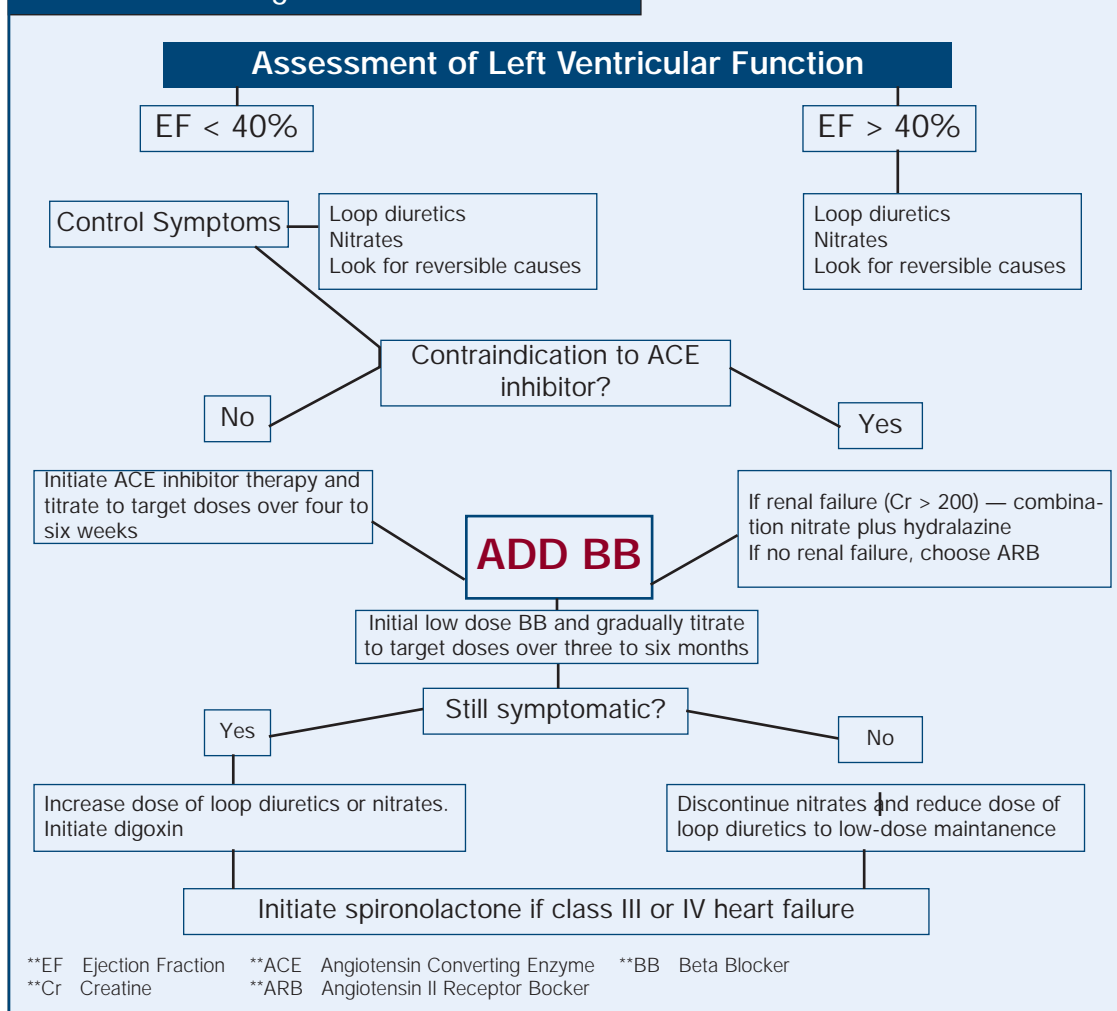 Assessment of Left Ventricular Function
EF < 40%
EF > 40%
Control Symptoms
Loop diuretics
Nitrates
Look for reversible causes
Loop diuretics
Nitrates
Look for reversible causes
Contraindication to ACE
inhibitor?
No
Yes
Initiate ACE inhibitor therapy and
titrate to target doses over four to
six weeks
If renal failure (Cr > 200) — combina-
tion nitrate plus hydralazine
If no renal failure, choose ARB
ADD BB
Initial low dose BB and gradually titrate
to target doses over three to six months
Still symptomatic?
Yes
No
Increase dose of loop diuretics or nitrates.
Initiate digoxin
Discontinue nitrates and reduce dose of
loop diuretics to low-dose maintanence
Initiate spironolactone if class III or IV heart failure
**EF Ejection Fraction **ACE Angiotensin Converting Enzyme **BB Beta Blocker
**Cr Creatine **ARB Angiotensin II Receptor Bocker